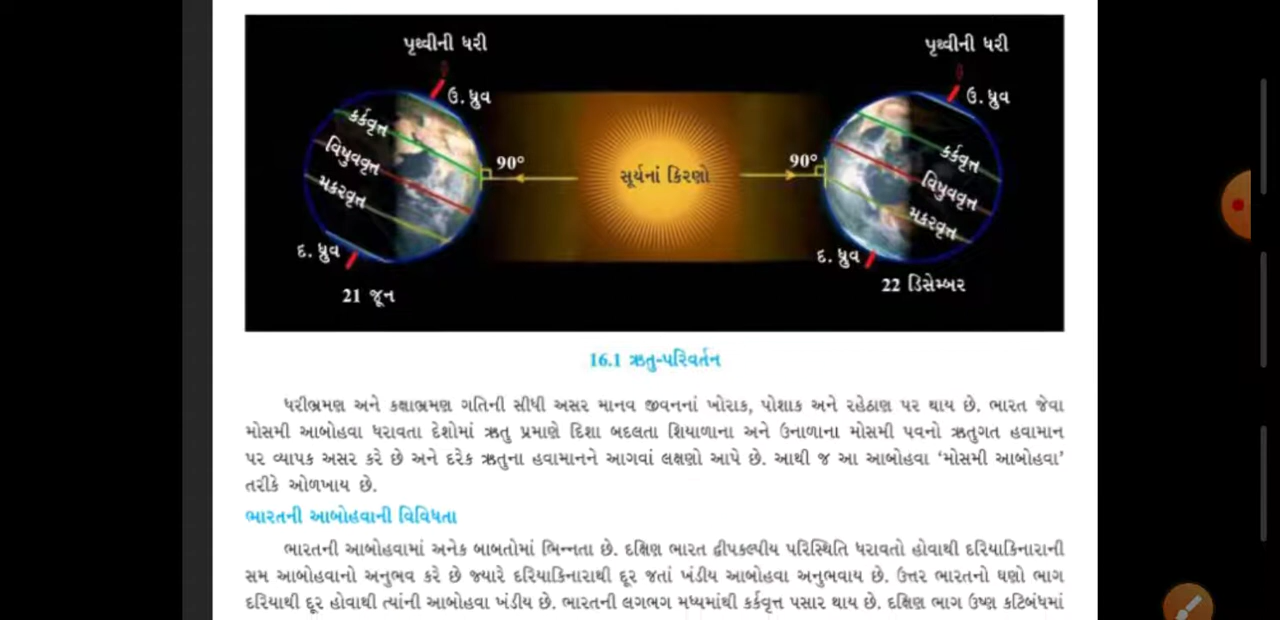 પૃથ્વીની ધરી
પૃથ્વીની ધરી
ઉ. ધ્રુવ
ઉ. ધ્રુવ
કર્કવૃત્ત
વિષુવવૃત્ત
મકરવૃત્ત
90°
સૂર્યનાં કિરણો
90°
કર્કવૃત્ત
વિષુવવૃત્ત
મકરવૃત્ત
દ. ધ્રુવ
દ. ધ્રુવ
21 જૂન
22 ડિસેમ્બર
16.1 ઋતુ-પરિવર્તન
ધરીભ્રમણ અને કક્ષાભ્રમણ ગતિની સીધી અસર માનવ જીવનનાં ખોરાક, પોશાક અને રહેઠાણ પર થાય છે. ભારત જેવા
મોસમી આબોહવા ધરાવતા દેશોમાં ઋતુ પ્રમાણે દિશા બદલતા શિયાળાના અને ઉનાળાના મોસમી પવનો ઋતુગત હવામાન
પર વ્યાપક અસર કરે છે અને દરેક ઋતુના હવામાનને આગવાં લક્ષણો આપે છે. આથી જ આ આબોહવા ‘મોસમી આબોહવા’
તરીકે ઓળખાય છે.
ભારતની આબોહવાની વિવિધતા
ભારતની આબોહવામાં અનેક બાબતોમાં ભિન્નતા છે. દક્ષિણ ભારત દ્વીપકલ્પીય પરિસ્થિતિ ધરાવતો હોવાથી દરિયાકિનારાની
સમ આબોહવાનો અનુભવ કરે છે જ્યારે દરિયાકિનારાથી દૂર જતાં ખંડીય આબોહવા અનુભવાય છે. ઉત્તર ભારતનો ઘણો ભાગ
દરિયાથી દૂર હોવાથી ત્યાંની આબોહવા ખંડીય છે. ભારતની લગભગ મધ્યમાંથી કર્કવૃત્ત પસાર થાય છે. દક્ષિણ ભાગ ઉષ્ણ કટિબંધમાં